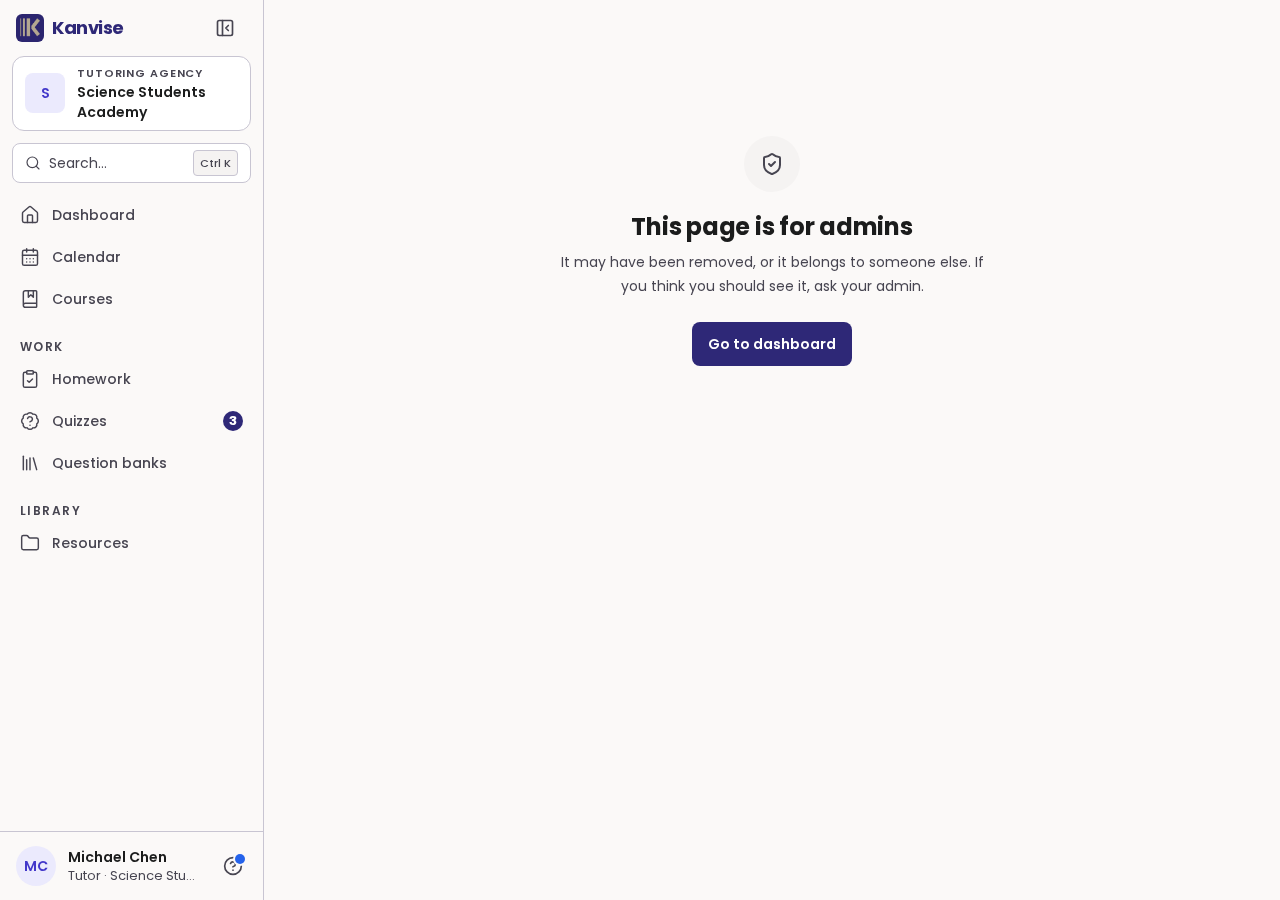 Kanvise
TUTORING AGENCY
S
Science Students
Academy
Search...
Ctrl K
Dashboard
Calendar
Courses
WORK
Homework
Quizzes
3
Question banks
LIBRARY
Resources
MC
Michael Chen
Tutor · Science Stu...
This page is for admins
It may have been removed, or it belongs to someone else. If
you think you should see it, ask your admin.
Go to dashboard